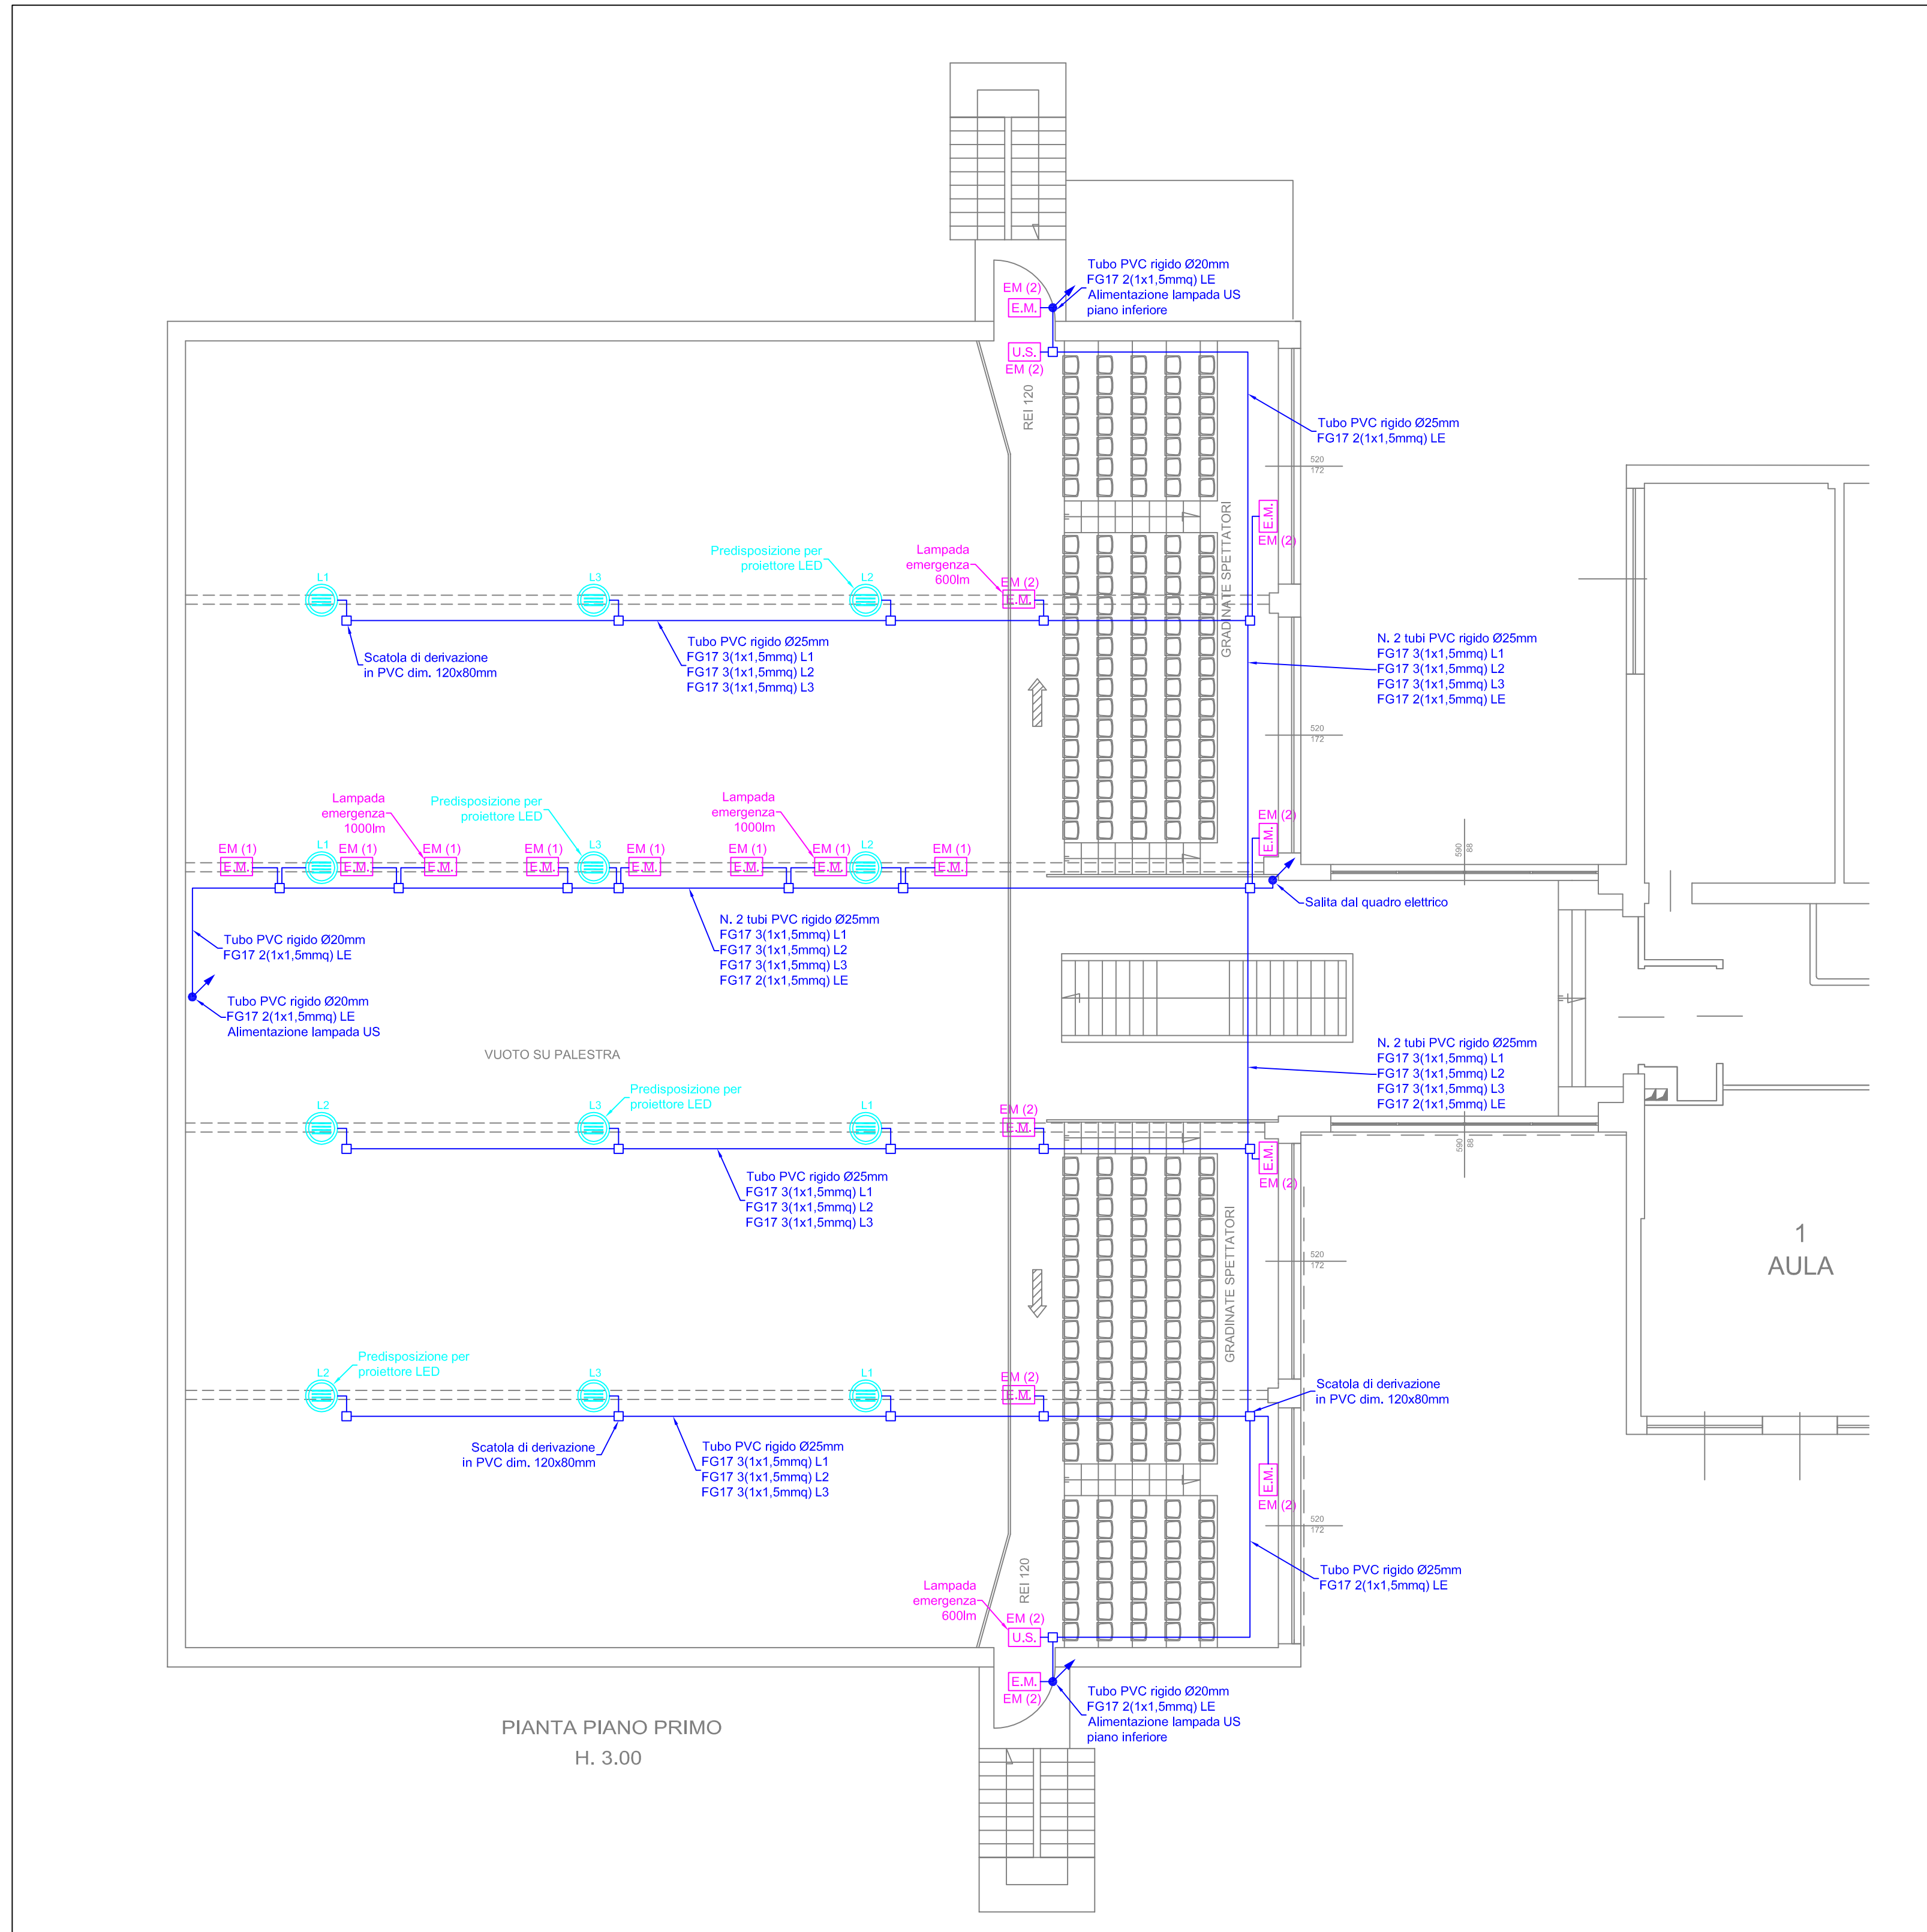 Tubo PVC rigido Ø20mm
FG17 2(1x1,5mmq) LE
Alimentazione lampada US
piano inferiore
EM (2)
E.M.
U.S.
EM (2)
REI 120
Tubo PVC rigido Ø25mm
FG17 2(1x1,5mmq) LE
520
172
E.M.
EM (2)
GRADINATE SPETTATORI
Predisposizione per
proiettore LED
Lampada
emergenza
600lm
L1
L3
L2
EM (2)
E.M.
Scatola di derivazione
in PVC dim. 120x80mm
Tubo PVC rigido Ø25mm
FG17 3(1x1,5mmq) L1
FG17 3(1x1,5mmq) L2
FG17 3(1x1,5mmq) L3
N. 2 tubi PVC rigido Ø25mm
FG17 3(1x1,5mmq) L1
FG17 3(1x1,5mmq) L2
FG17 3(1x1,5mmq) L3
FG17 2(1x1,5mmq) LE
520
172
Lampada
emergenza
1000lm
Predisposizione per
proiettore LED
Lampada
emergenza
1000lm
EM (2)
E.M.
590
88
EM (1)
L1
EM (1)
EM (1)
EM (1)
L3
EM (1)
EM (1)
EM (1)
L2
EM (1)
E.M.
E.M.
E.M.
E.M.
E.M.
E.M.
E.M.
E.M.
Salita dal quadro elettrico
N. 2 tubi PVC rigido Ø25mm
FG17 3(1x1,5mmq) L1
FG17 3(1x1,5mmq) L2
FG17 3(1x1,5mmq) L3
FG17 2(1x1,5mmq) LE
Tubo PVC rigido Ø20mm
FG17 2(1x1,5mmq) LE
Tubo PVC rigido Ø20mm
FG17 2(1x1,5mmq) LE
Alimentazione lampada US
VUOTO SU PALESTRA
N. 2 tubi PVC rigido Ø25mm
FG17 3(1x1,5mmq) L1
FG17 3(1x1,5mmq) L2
FG17 3(1x1,5mmq) L3
FG17 2(1x1,5mmq) LE
Predisposizione per
proiettore LED
L2
L3
L1
EM (2)
E.M.
590
88
E.M.
EM (2)
Tubo PVC rigido Ø25mm
FG17 3(1x1,5mmq) L1
FG17 3(1x1,5mmq) L2
FG17 3(1x1,5mmq) L3
GRADINATE SPETTATORI
1
AULA
520
172
Predisposizione per
proiettore LED
L2
L3
L1
EM (2)
E.M.
Scatola di derivazione
in PVC dim. 120x80mm
Scatola di derivazione
in PVC dim. 120x80mm
Tubo PVC rigido Ø25mm
FG17 3(1x1,5mmq) L1
FG17 3(1x1,5mmq) L2
FG17 3(1x1,5mmq) L3
E.M.
EM (2)
520
172
REI 120
Tubo PVC rigido Ø25mm
FG17 2(1x1,5mmq) LE
Lampada
emergenza
600lm
EM (2)
U.S.
E.M.
EM (2)
Tubo PVC rigido Ø20mm
FG17 2(1x1,5mmq) LE
Alimentazione lampada US
piano inferiore
PIANTA PIANO PRIMO
H. 3.00